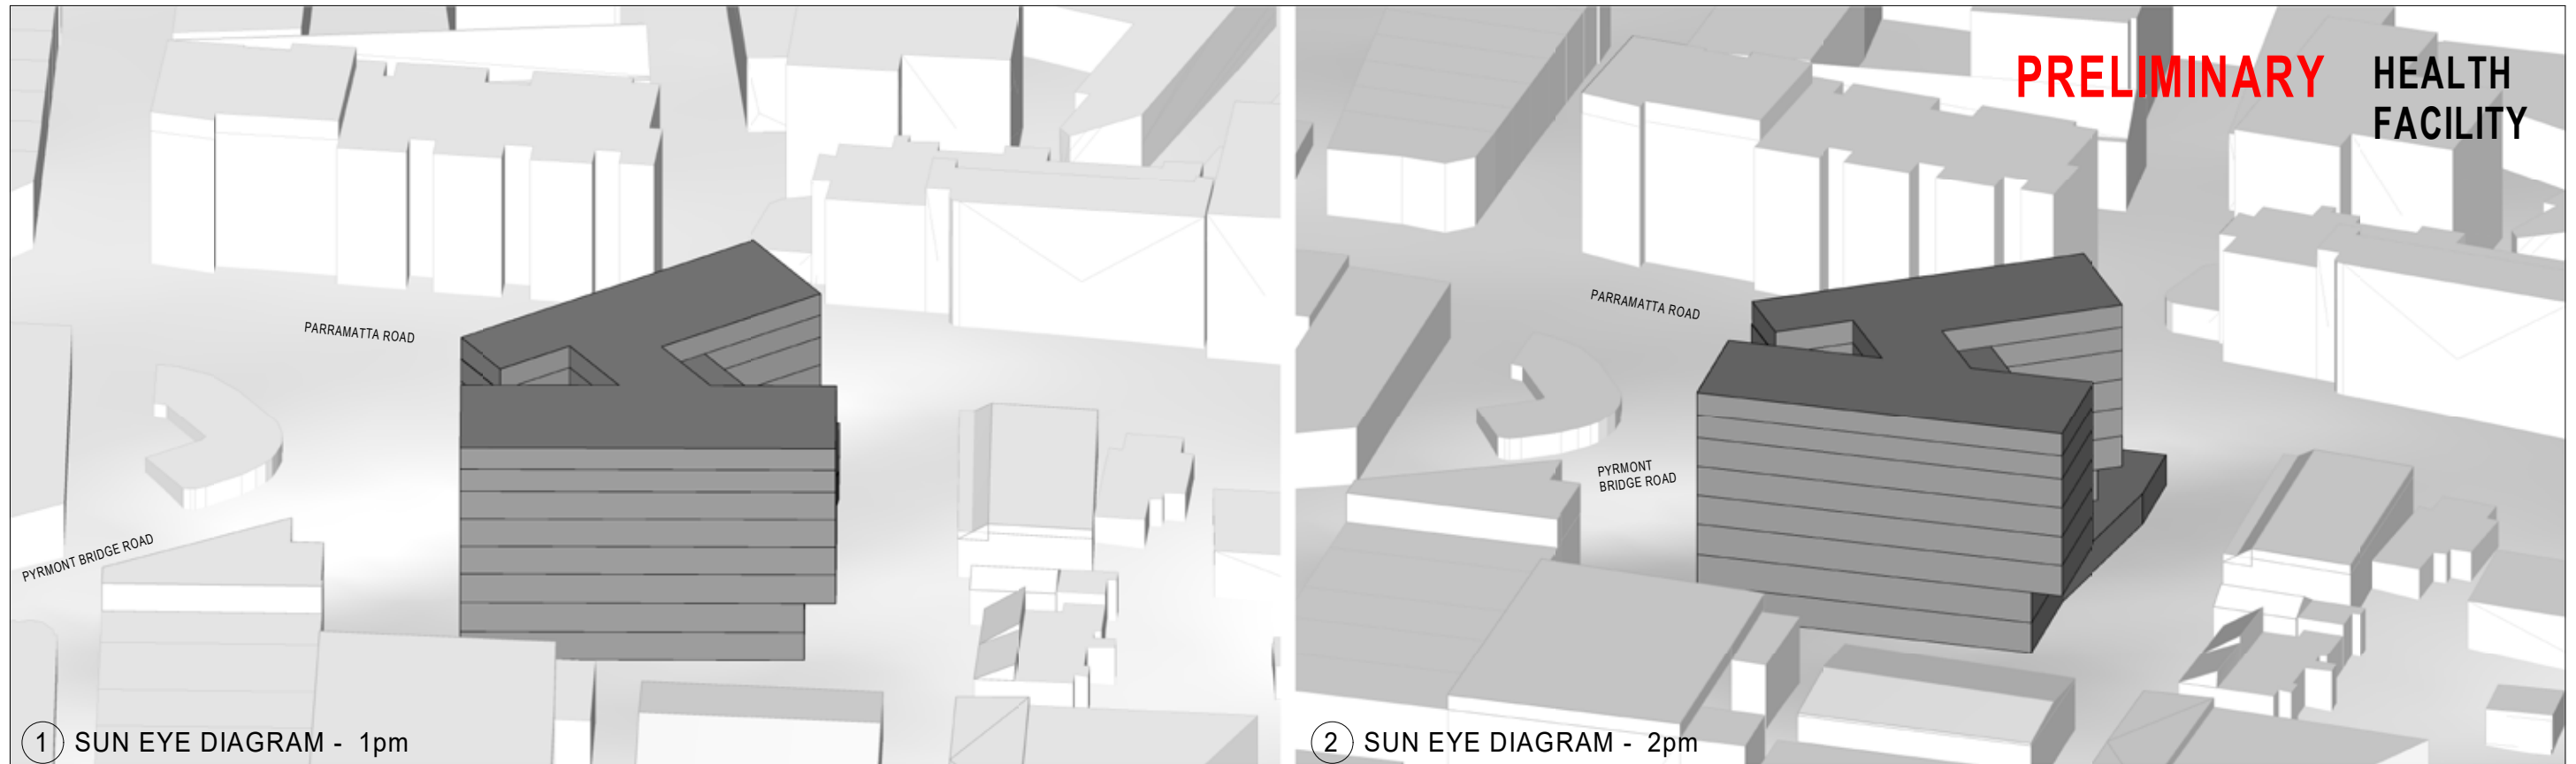 PRELIMINARY
HEALTH
FACILITY
PARRAMATTA ROAD
PYRMONT BRIDGE ROAD
1 SUN EYE DIAGRAM - 1pm
PARRAMATTA ROAD
PYRMONT
BRIDGE ROAD
2 SUN EYE DIAGRAM - 2pm